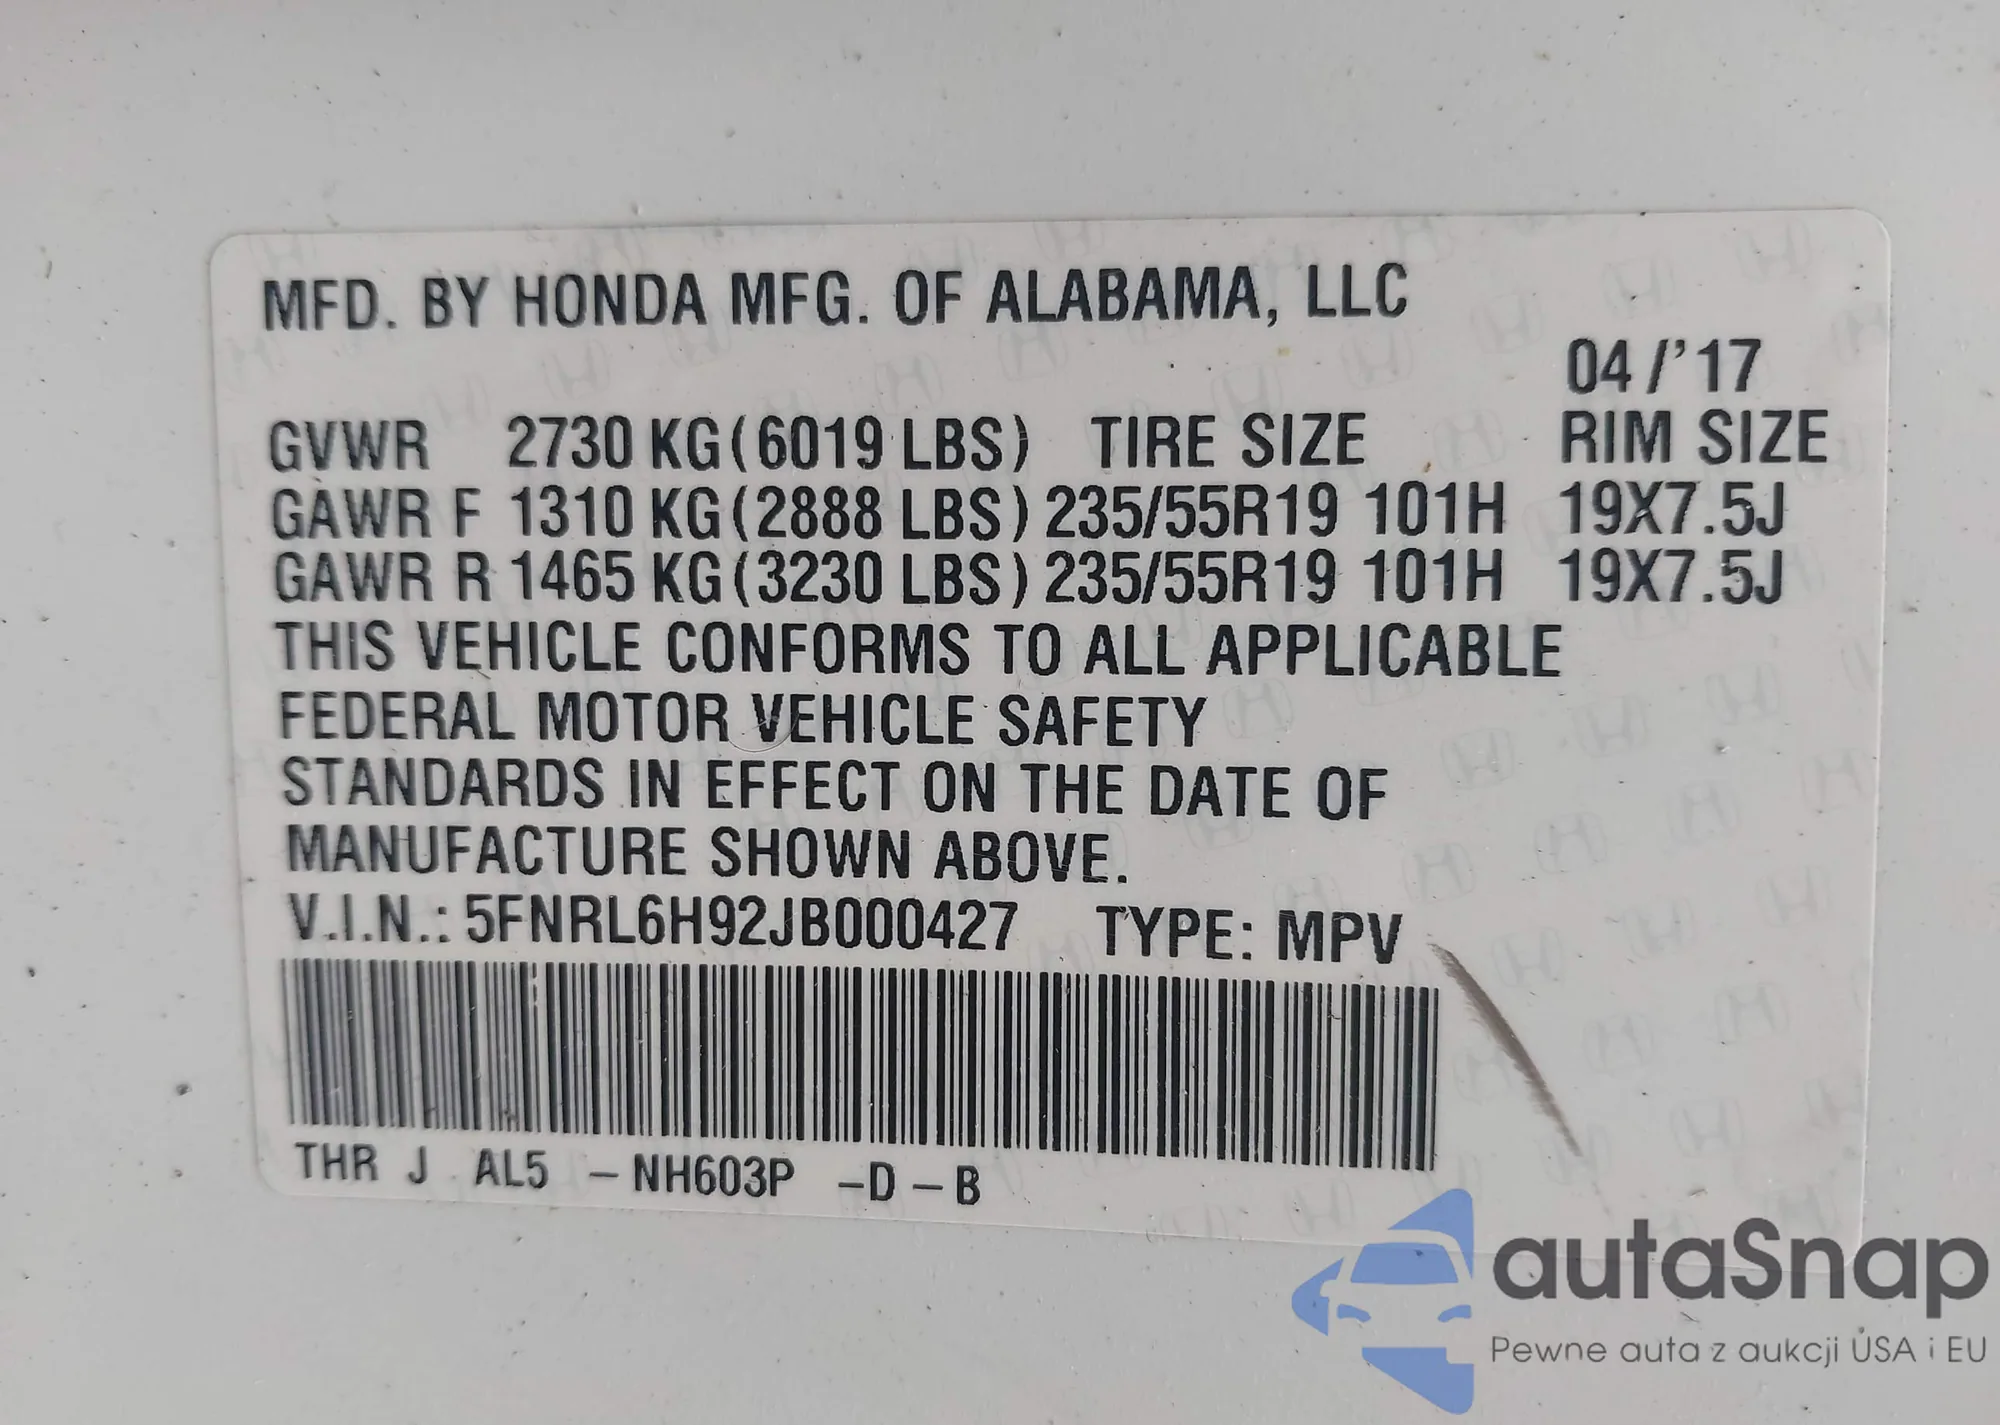 MFD. BY HONDA MFG. OF ALABAMA, LLC
04/'17
GVWR 2730 KG(6019 LBS) TIRE SIZE RIM SIZE
GAWR F 1310 KG(2888 LBS) 235/55R19 101H 19X7.5J
GAWR R 1465 KG(3230 LBS) 235/55R19 101H 19X7.5J
THIS VEHICLE CONFORMS TO ALL APPLICABLE
FEDERAL MOTOR VEHICLE SAFETY
STANDARDS IN EFFECT ON THE DATE OF
MANUFACTURE SHOWN ABOVE.
V.I.N.: 5FNRL6H92JB000427 TYPE: MPV
THR J AL5 -NH603P -D-B
autaSnap
Pewne auta z aukcji USA i EU